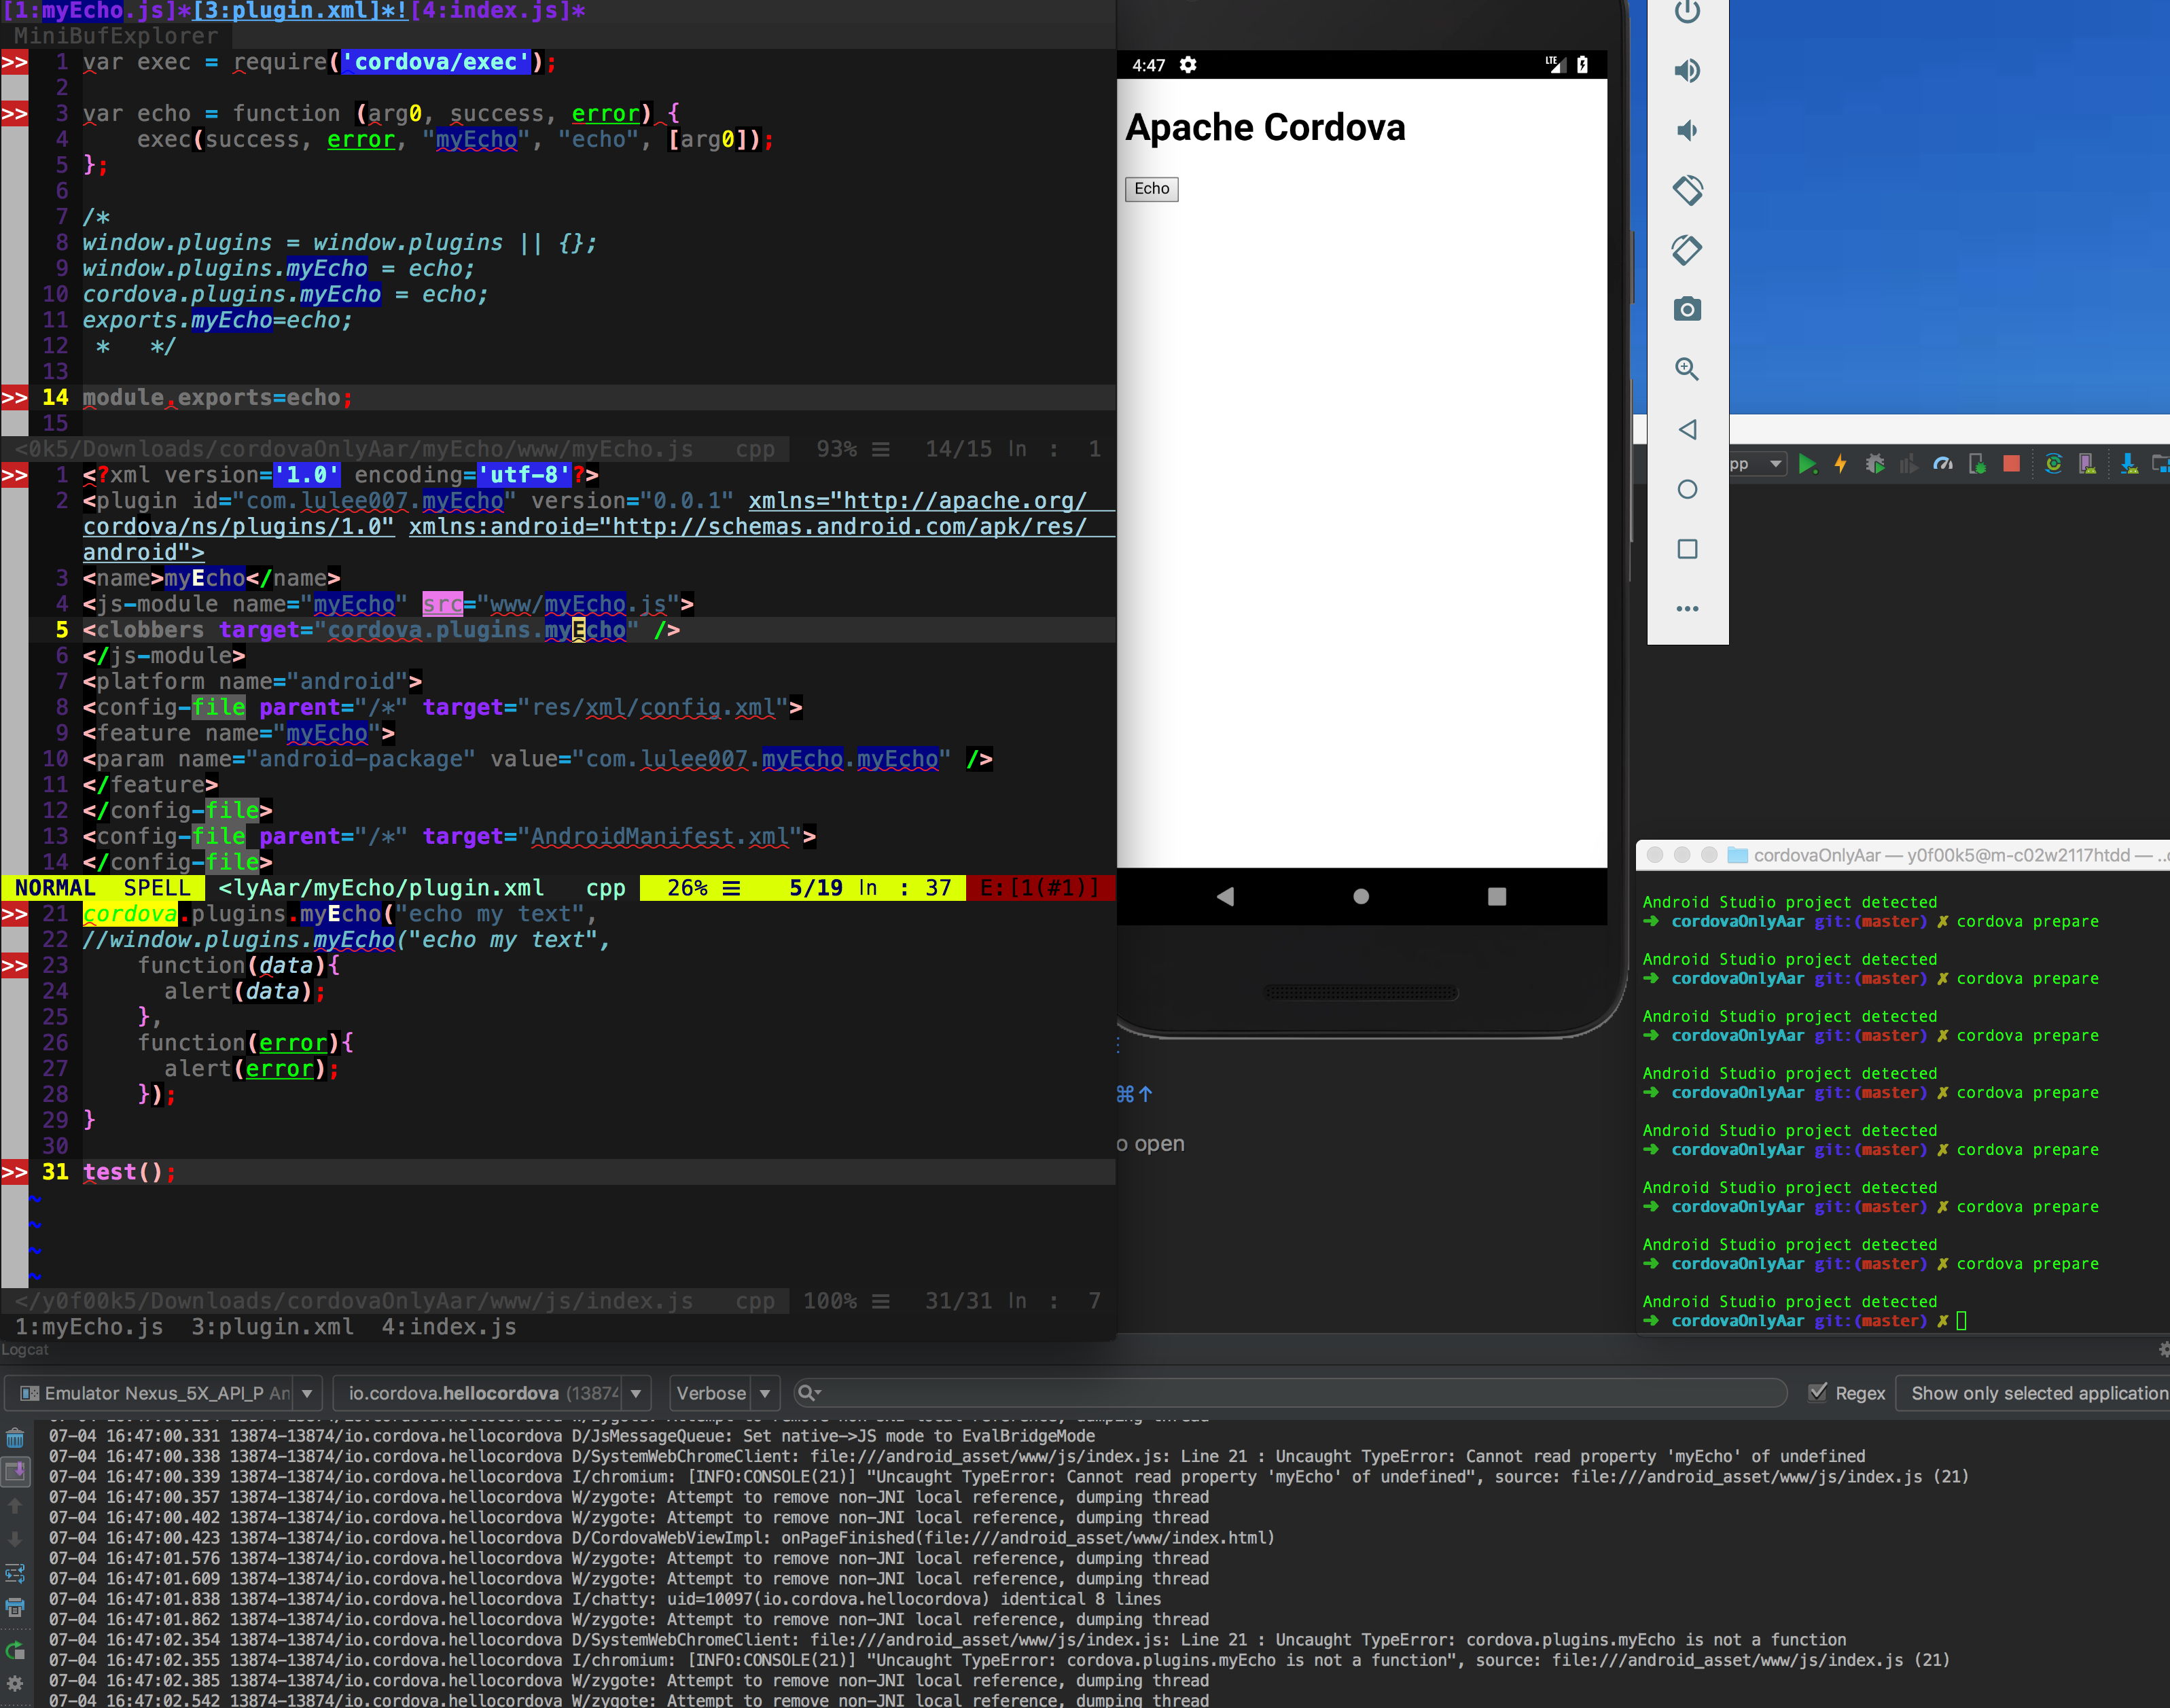 [1:myEcho.js]*[3:plugin.xml]*![4:index.js]*
MiniBufExplorer
>> 1 var exec = require('cordova/exec');
2
>> 3 var echo = function (arg0, success, error) {
4 exec(success, error, "myEcho", "echo", [arg0]);
5 };
6
7 /*
8 window.plugins = window.plugins || {};
9 window.plugins.myEcho = echo;
10 cordova.plugins.myEcho = echo;
11 exports.myEcho=echo;
12 * */
13
>> 14 module.exports=echo;
15
<0k5/Downloads/cordovaOnlyAar/myEcho/www/myEcho.js cpp 93% ☰ 14/15 ln : 1
>> 1 <?xml version='1.0' encoding='utf-8'?>
2 <plugin id="com.lulee007.myEcho" version="0.0.1" xmlns="http://apache.org/
cordova/ns/plugins/1.0" xmlns:android="http://schemas.android.com/apk/res/
android">
3 <name>myEcho</name>
4 <js-module name="myEcho" src="www/myEcho.js">
5 <clobbers target="cordova.plugins.myEcho" />
6 </js-module>
7 <platform name="android">
8 <config-file parent="/*" target="res/xml/config.xml">
9 <feature name="myEcho">
10 <param name="android-package" value="com.lulee007.myEcho.myEcho" />
11 </feature>
12 </config-file>
13 <config-file parent="/*" target="AndroidManifest.xml">
14 </config-file>
NORMAL SPELL <lyAar/myEcho/plugin.xml cpp 26% ☰ 5/19 ln : 37 E:[1(#1)]
>> 21 cordova.plugins.myEcho("echo my text",
22 //window.plugins.myEcho("echo my text",
>> 23 function(data){
24 alert(data);
25 },
26 function(error){
27 alert(error);
28 });
29 }
30
>> 31 test();
~
~
~
~
</y0f00k5/Downloads/cordovaOnlyAar/www/js/index.js cpp 100% ☰ 31/31 ln : 7
1:myEcho.js 3:plugin.xml 4:index.js
4:47 LTE
Apache Cordova
Echo
⌘↑
o open
pp
cordovaOnlyAar — y0f00k5@m-c02w2117htdd — ..c
Android Studio project detected
➜ cordovaOnlyAar git:(master) ✗ cordova prepare
Android Studio project detected
➜ cordovaOnlyAar git:(master) ✗ cordova prepare
Android Studio project detected
➜ cordovaOnlyAar git:(master) ✗ cordova prepare
Android Studio project detected
➜ cordovaOnlyAar git:(master) ✗ cordova prepare
Android Studio project detected
➜ cordovaOnlyAar git:(master) ✗ cordova prepare
Android Studio project detected
➜ cordovaOnlyAar git:(master) ✗ cordova prepare
Android Studio project detected
➜ cordovaOnlyAar git:(master) ✗ cordova prepare
Android Studio project detected
➜ cordovaOnlyAar git:(master) ✗
Logcat
Emulator Nexus_5X_API_P An io.cordova.hellocordova (13874 Verbose Regex Show only selected application
07-04 16:47:00.331 13874-13874/io.cordova.hellocordova D/JsMessageQueue: Set native->JS mode to EvalBridgeMode
07-04 16:47:00.338 13874-13874/io.cordova.hellocordova D/SystemWebChromeClient: file:///android_asset/www/js/index.js: Line 21 : Uncaught TypeError: Cannot read property 'myEcho' of undefined
07-04 16:47:00.339 13874-13874/io.cordova.hellocordova I/chromium: [INFO:CONSOLE(21)] "Uncaught TypeError: Cannot read property 'myEcho' of undefined", source: file:///android_asset/www/js/index.js (21)
07-04 16:47:00.357 13874-13874/io.cordova.hellocordova W/zygote: Attempt to remove non-JNI local reference, dumping thread
07-04 16:47:00.402 13874-13874/io.cordova.hellocordova W/zygote: Attempt to remove non-JNI local reference, dumping thread
07-04 16:47:00.423 13874-13874/io.cordova.hellocordova D/CordovaWebViewImpl: onPageFinished(file:///android_asset/www/index.html)
07-04 16:47:01.576 13874-13874/io.cordova.hellocordova W/zygote: Attempt to remove non-JNI local reference, dumping thread
07-04 16:47:01.609 13874-13874/io.cordova.hellocordova W/zygote: Attempt to remove non-JNI local reference, dumping thread
07-04 16:47:01.838 13874-13874/io.cordova.hellocordova I/chatty: uid=10097(io.cordova.hellocordova) identical 8 lines
07-04 16:47:01.862 13874-13874/io.cordova.hellocordova W/zygote: Attempt to remove non-JNI local reference, dumping thread
07-04 16:47:02.354 13874-13874/io.cordova.hellocordova D/SystemWebChromeClient: file:///android_asset/www/js/index.js: Line 21 : Uncaught TypeError: cordova.plugins.myEcho is not a function
07-04 16:47:02.355 13874-13874/io.cordova.hellocordova I/chromium: [INFO:CONSOLE(21)] "Uncaught TypeError: cordova.plugins.myEcho is not a function", source: file:///android_asset/www/js/index.js (21)
07-04 16:47:02.385 13874-13874/io.cordova.hellocordova W/zygote: Attempt to remove non-JNI local reference, dumping thread
07-04 16:47:02.542 13874-13874/io.cordova.hellocordova W/zygote: Attempt to remove non-JNI local reference, dumping thread